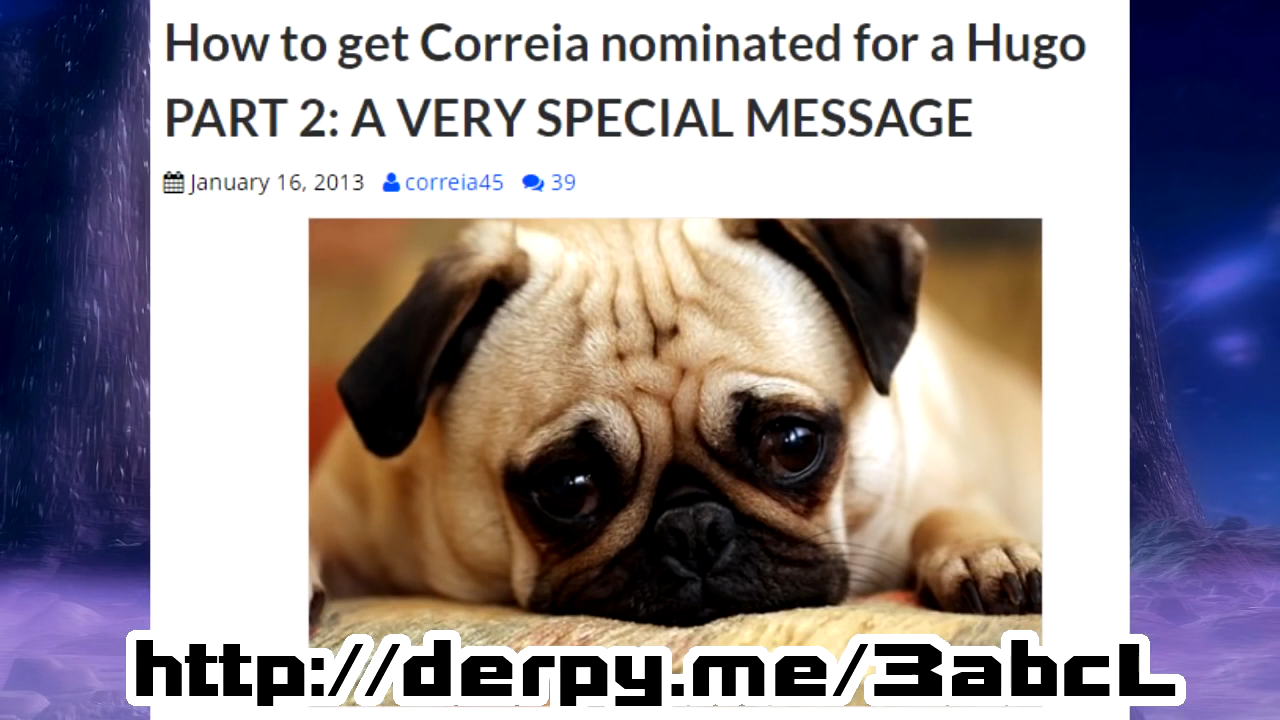 How to get Correia nominated for a Hugo
PART 2: A VERY SPECIAL MESSAGE
January 16, 2013 correia45 39
http://derpy.me/3abcL